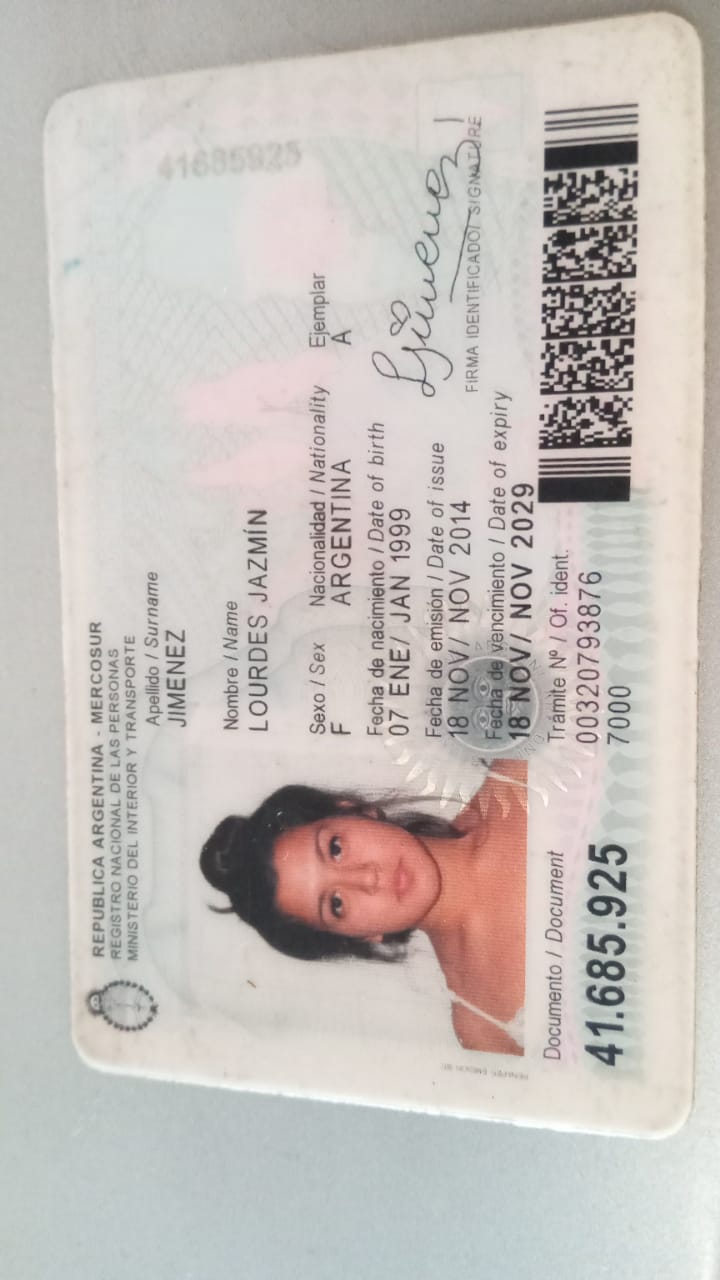 REPUBLICA ARGENTINA - MERCOSUR
REGISTRO NACIONAL DE LAS PERSONAS
MINISTERIO DEL INTERIOR Y TRANSPORTE
Apellido / Surname
JIMENEZ
Nombre / Name
LOURDES JAZMÍN
Sexo / Sex Nacionalidad / Nationality Ejemplar
F ARGENTINA A
Fecha de nacimiento / Date of birth
07 ENE/ JAN 1999
Fecha de emisión / Date of issue
18 NOV/ NOV 2014
Fecha de vencimiento / Date of expiry
18 NOV/ NOV 2029
FIRMA IDENTIFICADO/ SIGNATURE
Trámite Nº / Of. ident.
00320793876
7000
Documento / Document
41.685.925
41685925